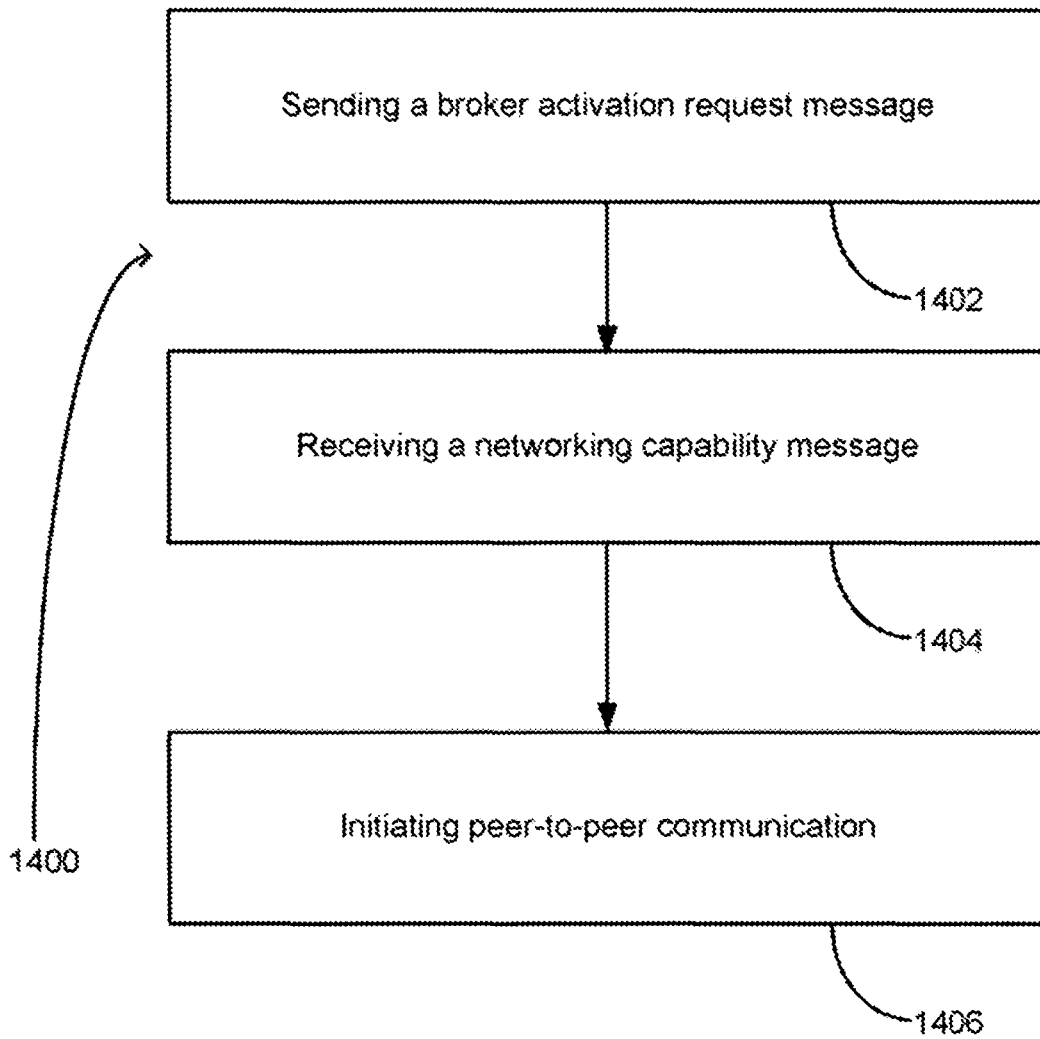 Sending a broker activation request message
1402
Receiving a networking capability message
1404
Initiating peer-to-peer communication
1400
1406